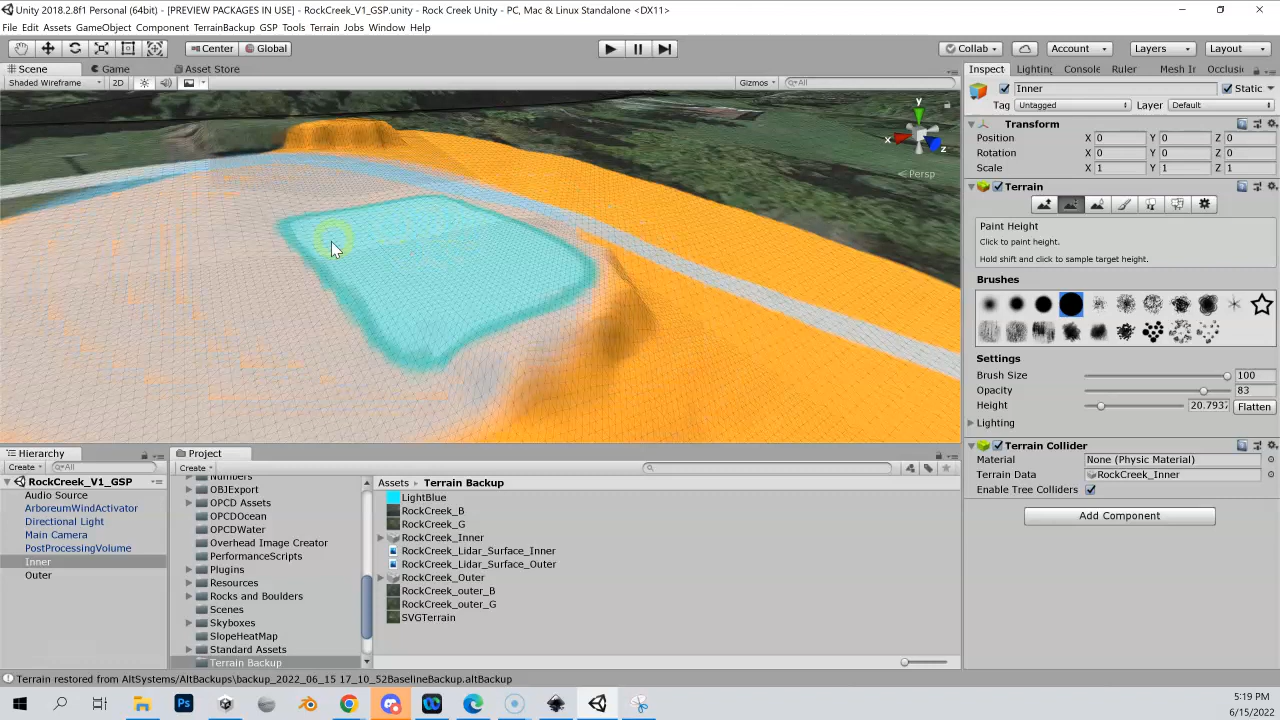 Unity 2018.2.8f1 Personal (64bit) - [PREVIEW PACKAGES IN USE] - RockCreek_V1_GSP.unity - Rock Creek Unity - PC, Mac & Linux Standalone <DX11>
File Edit Assets GameObject Component TerrainBackup GSP Tools Terrain Jobs Window Help
Center Global Collab Account Layers Layout
Scene Game Asset Store
Shaded Wireframe 2D Gizmos All
y
x
z
Persp
Inspect Lighting Console Ruler Mesh Ir Occlusi
Inner Static
Tag Untagged Layer Default
Transform
Position X 0 Y 0 Z 0
Rotation X 0 Y 0 Z 0
Scale X 1 Y 1 Z 1
Terrain
Paint Height
Click to paint height.
Hold shift and click to sample target height.
Brushes
Settings
Brush Size 100
Opacity 83
Height 20.7937 Flatten
Lighting
Terrain Collider
Material None (Physic Material)
Terrain Data RockCreek_Inner
Enable Tree Colliders
Add Component
Hierarchy
Create All
RockCreek_V1_GSP
Audio Source
ArboreumWindActivator
Directional Light
Main Camera
PostProcessingVolume
Inner
Outer
Project
Create
Numbers
OBJExport
OPCD Assets
OPCDOcean
OPCDWater
Overhead Image Creator
PerformanceScripts
Plugins
Resources
Rocks and Boulders
Scenes
Skyboxes
SlopeHeatMap
Standard Assets
Terrain Backup
Assets Terrain Backup
LightBlue
RockCreek_B
RockCreek_G
RockCreek_Inner
RockCreek_Lidar_Surface_Inner
RockCreek_Lidar_Surface_Outer
RockCreek_Outer
RockCreek_outer_B
RockCreek_outer_G
SVGTerrain
Terrain restored from AltSystems/AltBackups\backup_2022_06_15 17_10_52BaselineBackup.altBackup
Ps
5:19 PM
6/15/2022